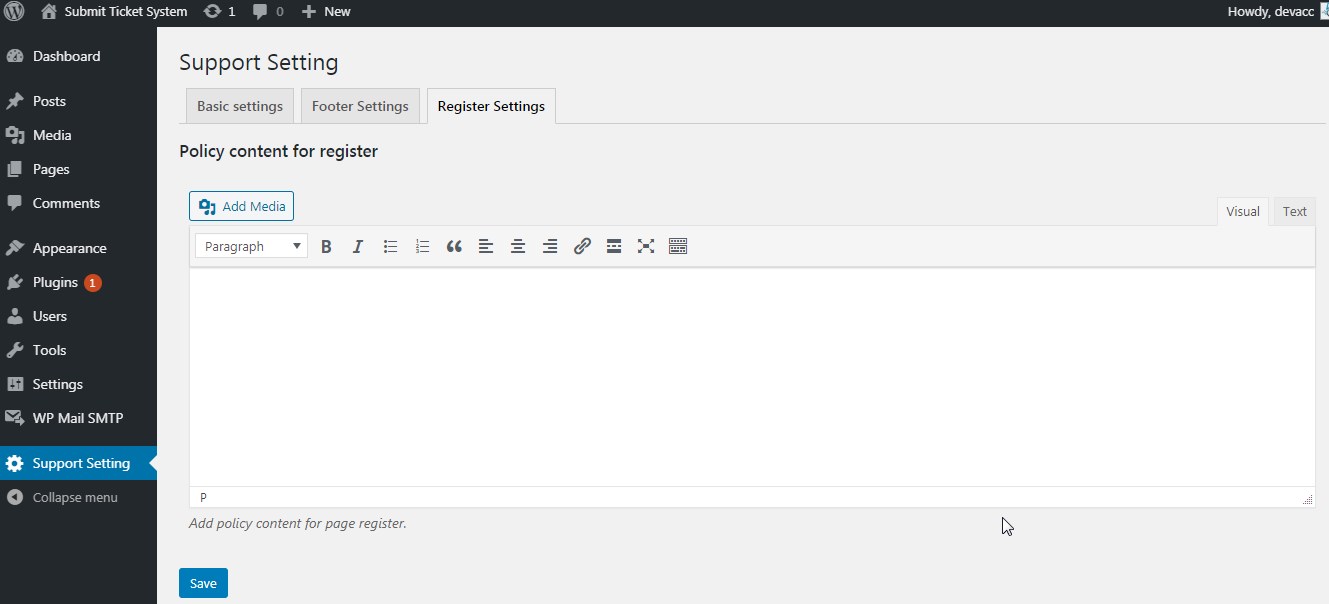 Submit Ticket System 1 0 New Howdy, devacc
Dashboard
Posts
Media
Pages
Comments
Appearance
Plugins 1
Users
Tools
Settings
WP Mail SMTP
Support Setting
Collapse menu
Support Setting
Basic settings Footer Settings Register Settings
Policy content for register
Add Media
Visual Text
Paragraph B I
P
Add policy content for page register.
Save